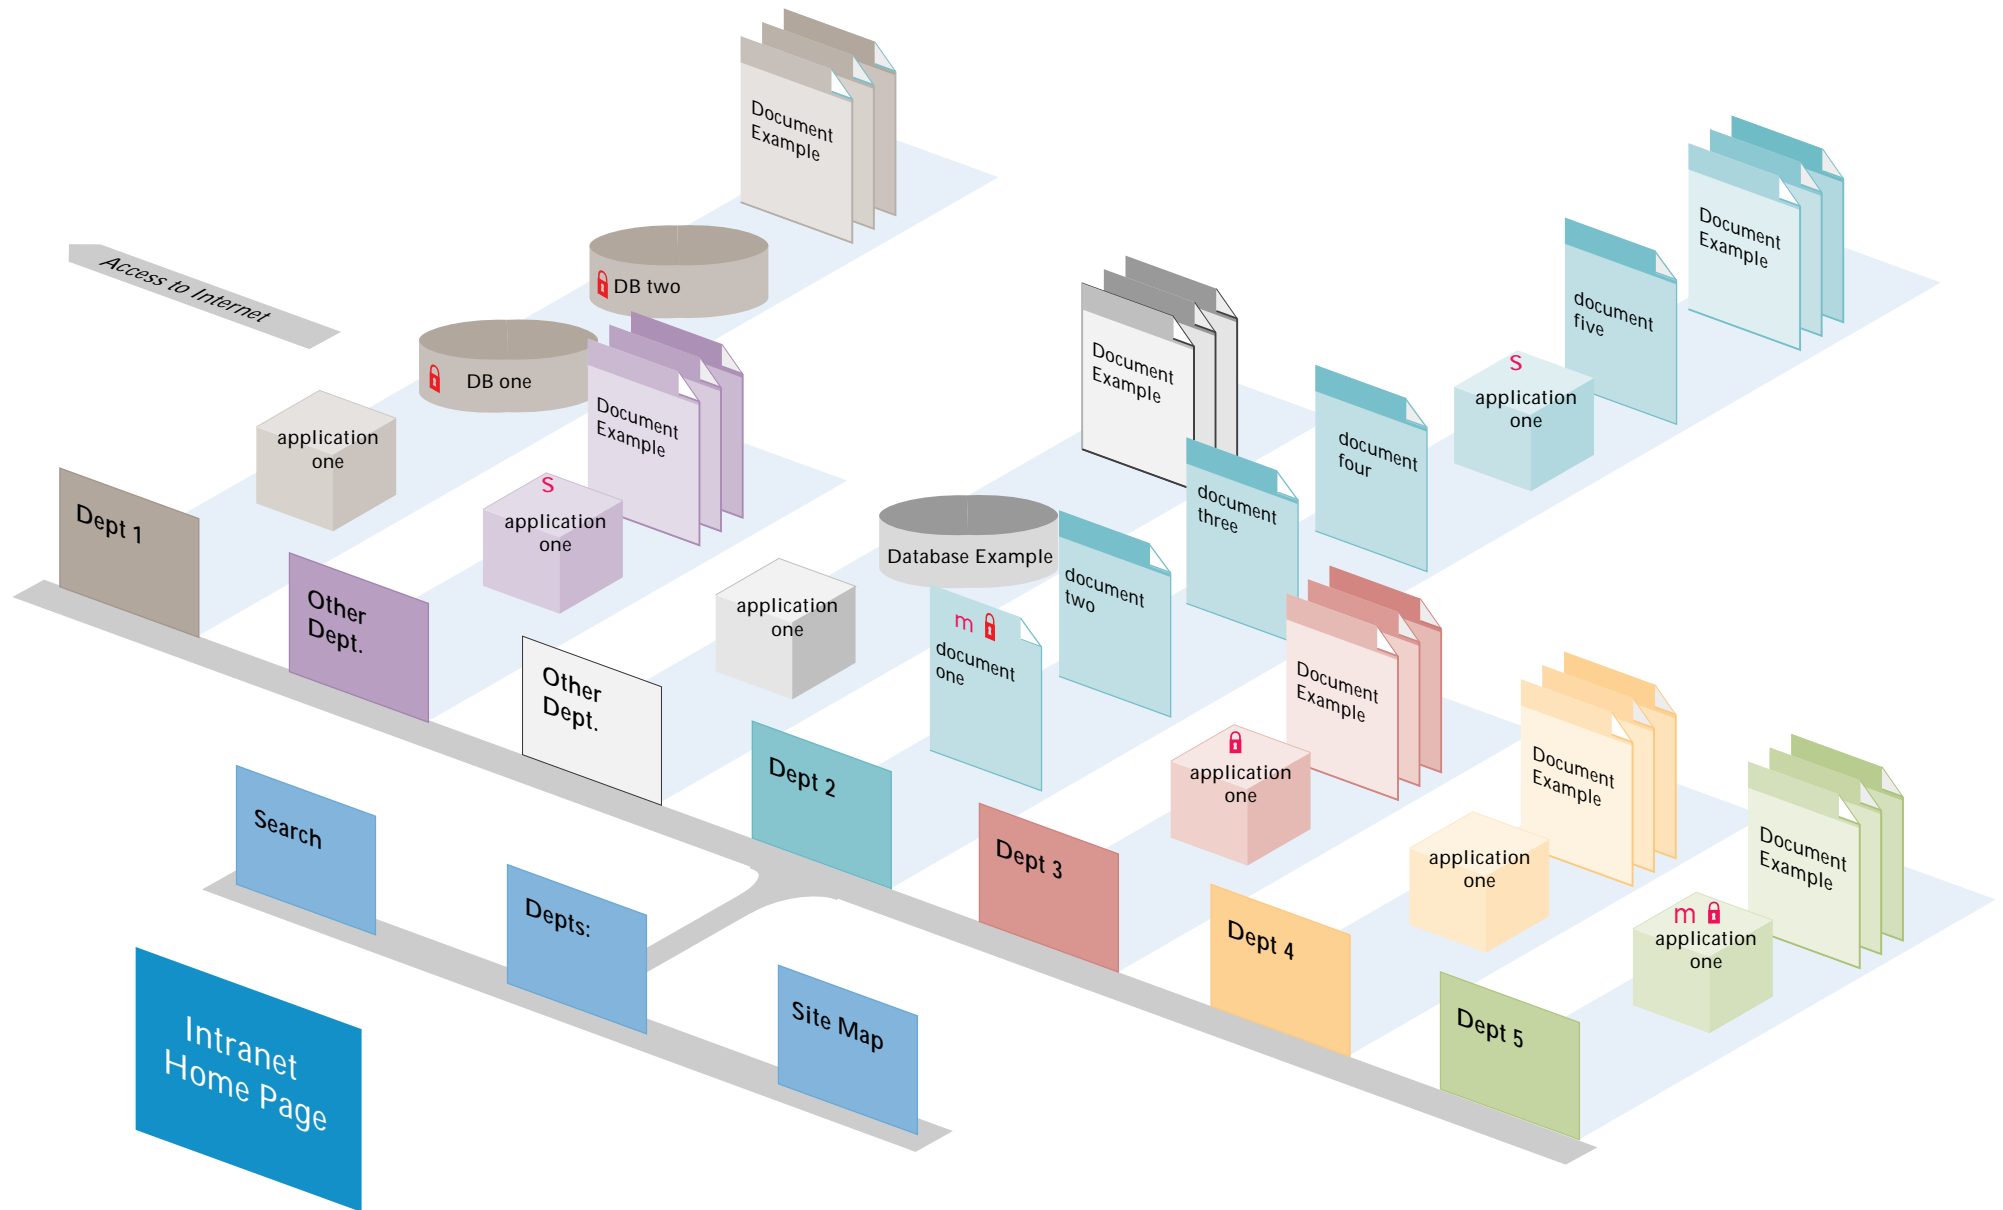 Document
Example
Access to Internet
DB two
DB one
application
one
Document
Example
Dept 1
S
application
one
Other
Dept.
Document
Example
Database Example
application
one
Other
Dept.
Document
Example
document
five
S
application
one
document
four
document
three
document
two
m
document
one
Dept 2
Document
Example
application
one
Dept 3
Document
Example
application
one
Dept 4
Document
Example
m
application
one
Dept 5
Search
Depts:
Site Map
Intranet
Home Page